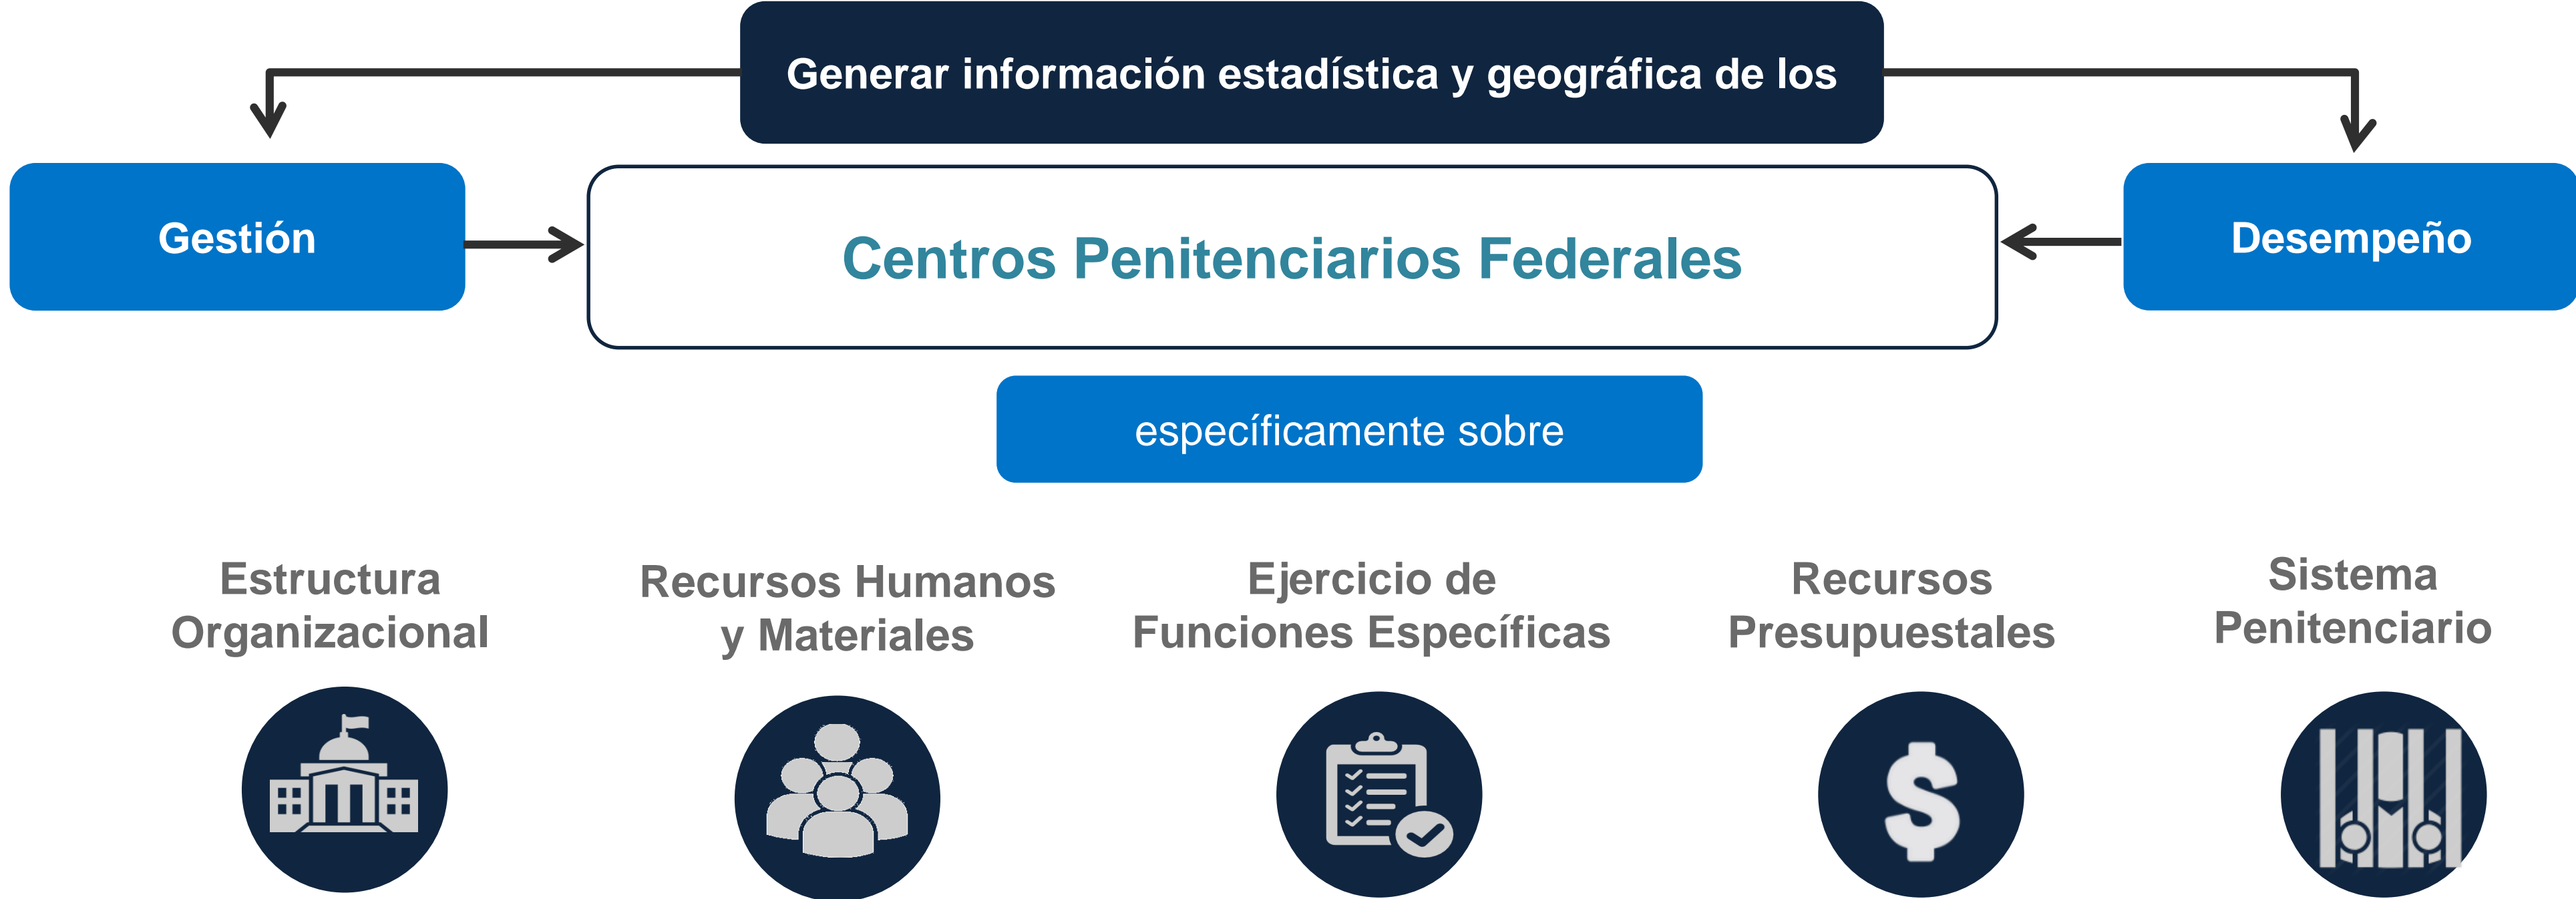 Generar información estadística y geográfica de los
Gestión
Centros Penitenciarios Federales
Desempeño
específicamente sobre
Estructura
Organizacional
Recursos Humanos
y Materiales
Ejercicio de
Funciones Específicas
Recursos
Presupuestales
Sistema
Penitenciario
$